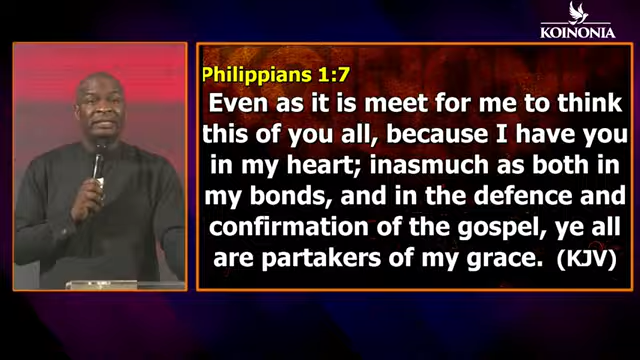 KOINONIA
Philippians 1:7
Even as it is meet for me to think
this of you all, because I have you
in my heart; inasmuch as both in
my bonds, and in the defence and
confirmation of the gospel, ye all
are partakers of my grace. (KJV)